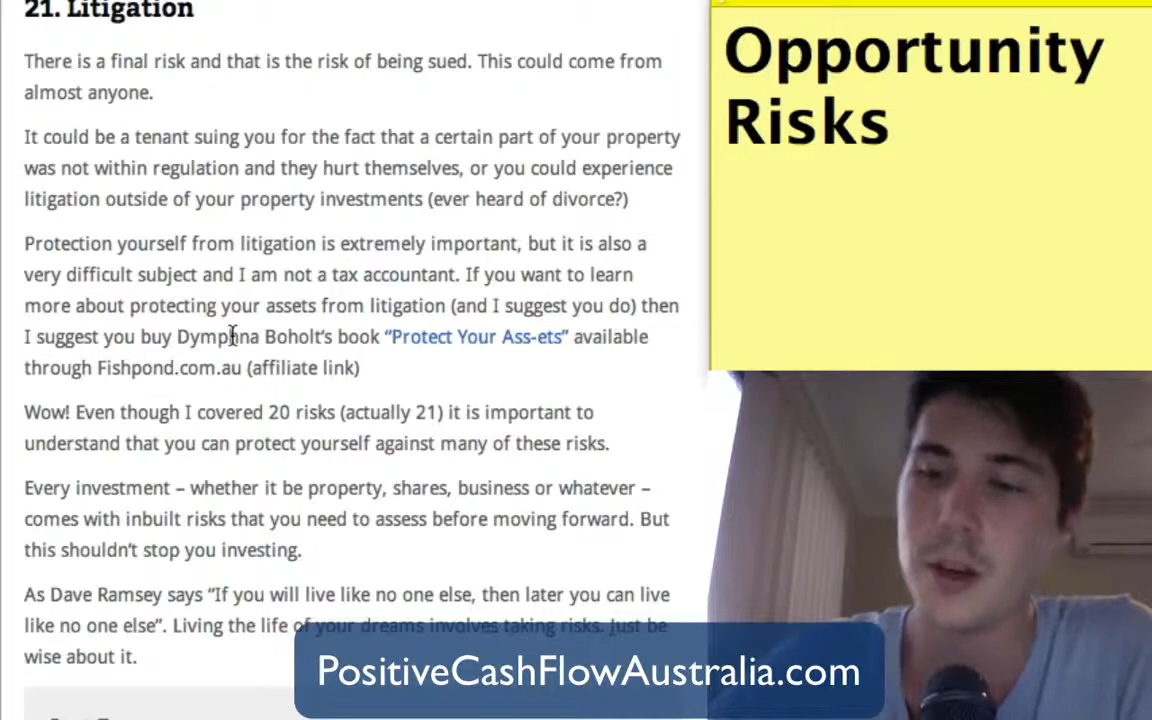 21. Litigation
There is a final risk and that is the risk of being sued. This could come from
almost anyone.
It could be a tenant suing you for the fact that a certain part of your property
was not within regulation and they hurt themselves, or you could experience
litigation outside of your property investments (ever heard of divorce?)
Protection yourself from litigation is extremely important, but it is also a
very difficult subject and I am not a tax accountant. If you want to learn
more about protecting your assets from litigation (and I suggest you do) then
I suggest you buy Dymphna Boholt's book “Protect Your Ass-ets” available
through Fishpond.com.au (affiliate link)
Wow! Even though I covered 20 risks (actually 21) it is important to
understand that you can protect yourself against many of these risks.
Every investment – whether it be property, shares, business or whatever –
comes with inbuilt risks that you need to assess before moving forward. But
this shouldn't stop you investing.
As Dave Ramsey says “If you will live like no one else, then later you can live
like no one else”. Living the life of your dreams involves taking risks. Just be
wise about it.
Opportunity
Risks
PositiveCashFlowAustralia.com